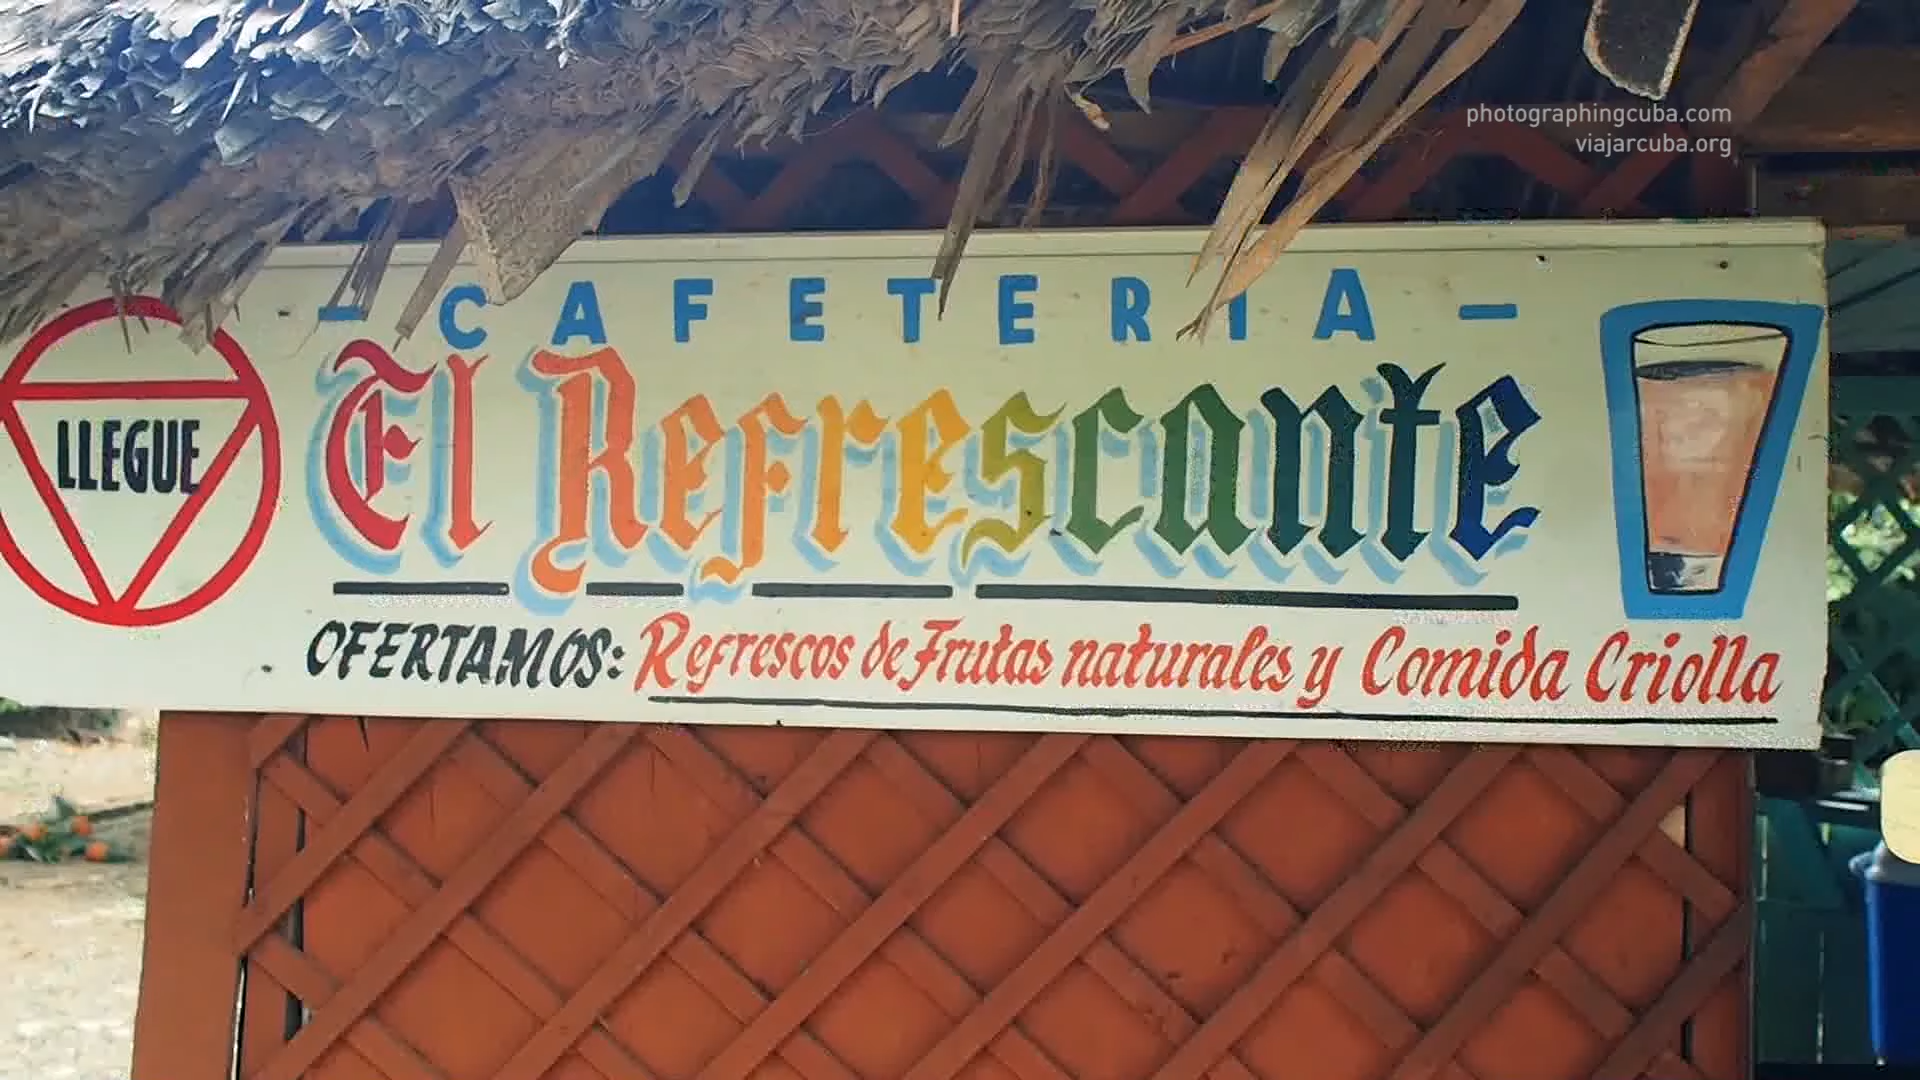 photographingcuba.com
viajarcuba.org
- CAFETERIA -
LLEGUE
El Refrescante
OFERTAMOS: Refrescos de Frutas naturales y Comida Criolla